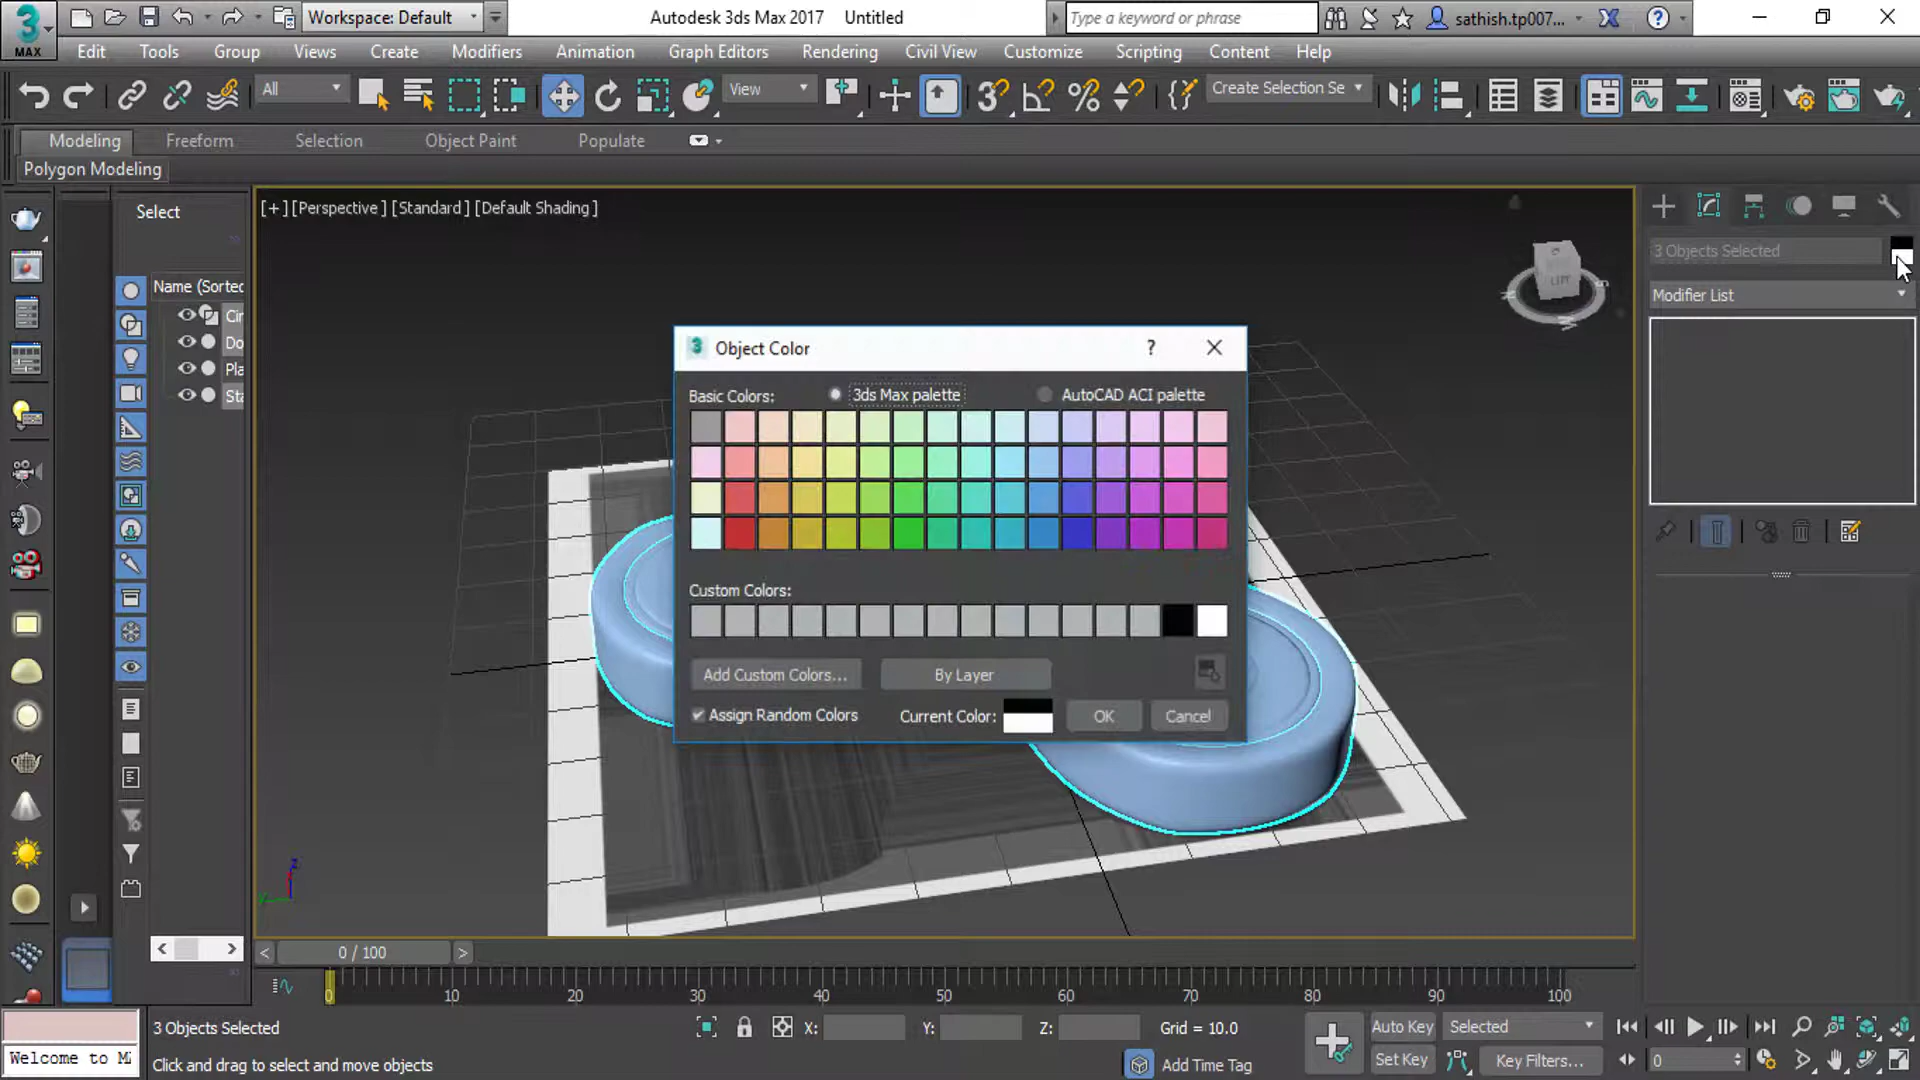 Workspace: Default
Autodesk 3ds Max 2017 Untitled
Type a keyword or phrase
sathish.tp007...
MAX
Edit Tools Group Views Create Modifiers Animation Graph Editors Rendering Civil View Customize Scripting Content Help
All
View
Create Selection Se
Modeling Freeform Selection Object Paint Populate
Polygon Modeling
Select
[+] [Perspective] [Standard] [Default Shading]
3 Objects Selected
Name (Sorted
Modifier List
Cir
Do
Pla
Sta
Object Color
Basic Colors: 3ds Max palette AutoCAD ACI palette
Custom Colors:
Add Custom Colors... By Layer
Assign Random Colors Current Color: OK Cancel
0 / 100
0 10 20 30 40 50 60 70 80 90 100
3 Objects Selected
X: Y: Z: Grid = 10.0
Auto Key Selected
Welcome to M
Click and drag to select and move objects
Add Time Tag
Set Key Key Filters... 0